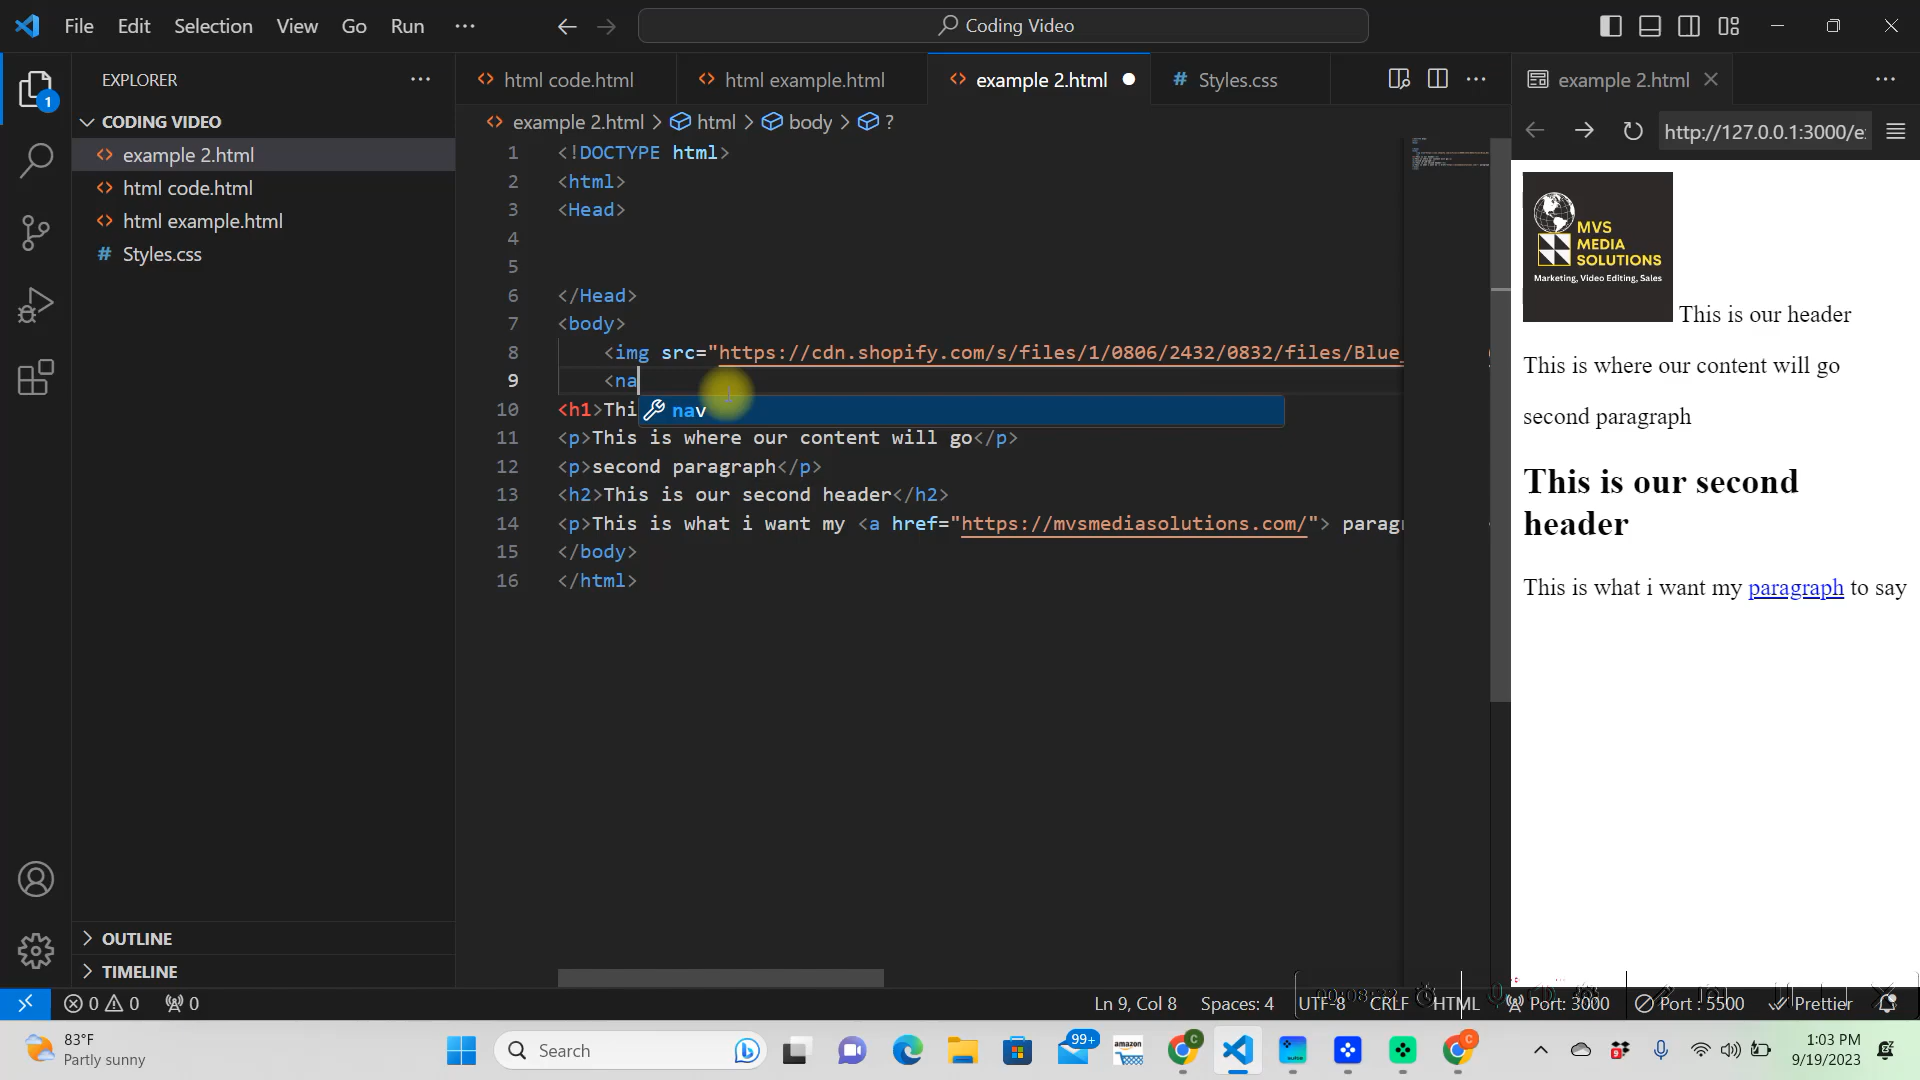 File Edit Selection View Go Run ...
Coding Video
EXPLORER
html code.html
html example.html
example 2.html
# Styles.css
example 2.html
CODING VIDEO
example 2.html > html > body > ?
http://127.0.0.1:3000/e
example 2.html
html code.html
html example.html
# Styles.css
1 <!DOCTYPE html>
2 <html>
3 <Head>
4
5
6 </Head>
7 <body>
8 <img src="https://cdn.shopify.com/s/files/1/0806/2432/0832/files/Blue_
9 <na
nav
10 <h1>Thi
11 <p>This is where our content will go</p>
12 <p>second paragraph</p>
13 <h2>This is our second header</h2>
14 <p>This is what i want my <a href="https://mvsmediasolutions.com/"> paragr
15 </body>
16 </html>
MVS
MEDIA
SOLUTIONS
Marketing, Video Editing, Sales
This is our header
This is where our content will go
second paragraph
This is our second
header
This is what i want my paragraph to say
OUTLINE
TIMELINE
0 0 0
Ln 9, Col 8 Spaces: 4 UTF-8 CRLF HTML Port: 3000 Port : 5500 Prettier
83°F
Partly sunny
Search
99+
amazon
1:03 PM
9/19/2023